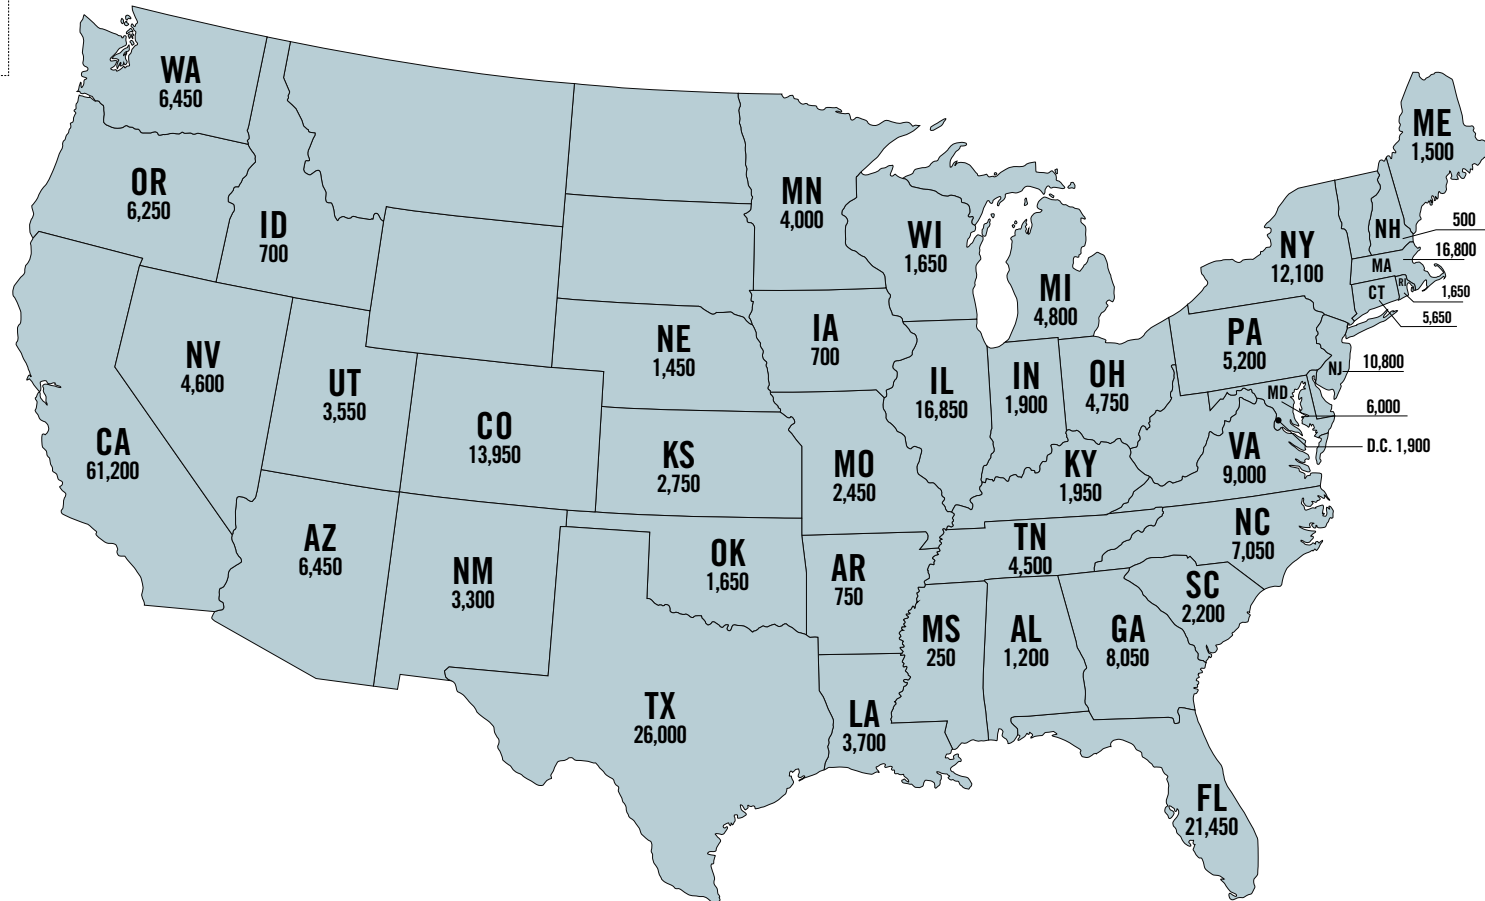 WA
6,450
OR
6,250
ID
700
CA
61,200
NV
4,600
UT
3,550
CO
13,950
AZ
6,450
NM
3,300
NE
1,450
KS
2,750
OK
1,650
TX
26,000
MN
4,000
IA
700
MO
2,450
AR
750
LA
3,700
WI
1,650
IL
16,850
MI
4,800
IN
1,900
OH
4,750
KY
1,950
TN
4,500
MS
250
AL
1,200
GA
8,050
FL
21,450
SC
2,200
NC
7,050
VA
9,000
PA
5,200
NY
12,100
ME
1,500
NH 500
MA 16,800
RI 1,650
CT 5,650
NJ 10,800
MD 6,000
D.C. 1,900